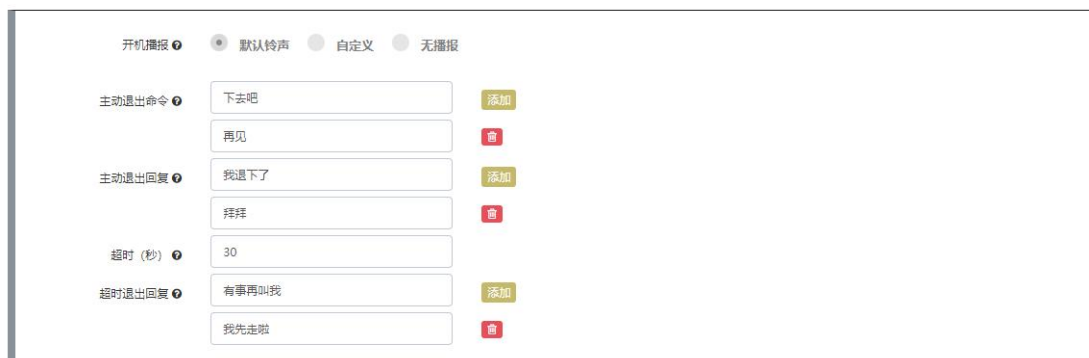 开机播报 默认铃声 自定义 无播报
主动退出命令 下去吧 添加
再见
主动退出回复 我退下了 添加
拜拜
超时（秒） 30
超时退出回复 有事再叫我 添加
我先走啦